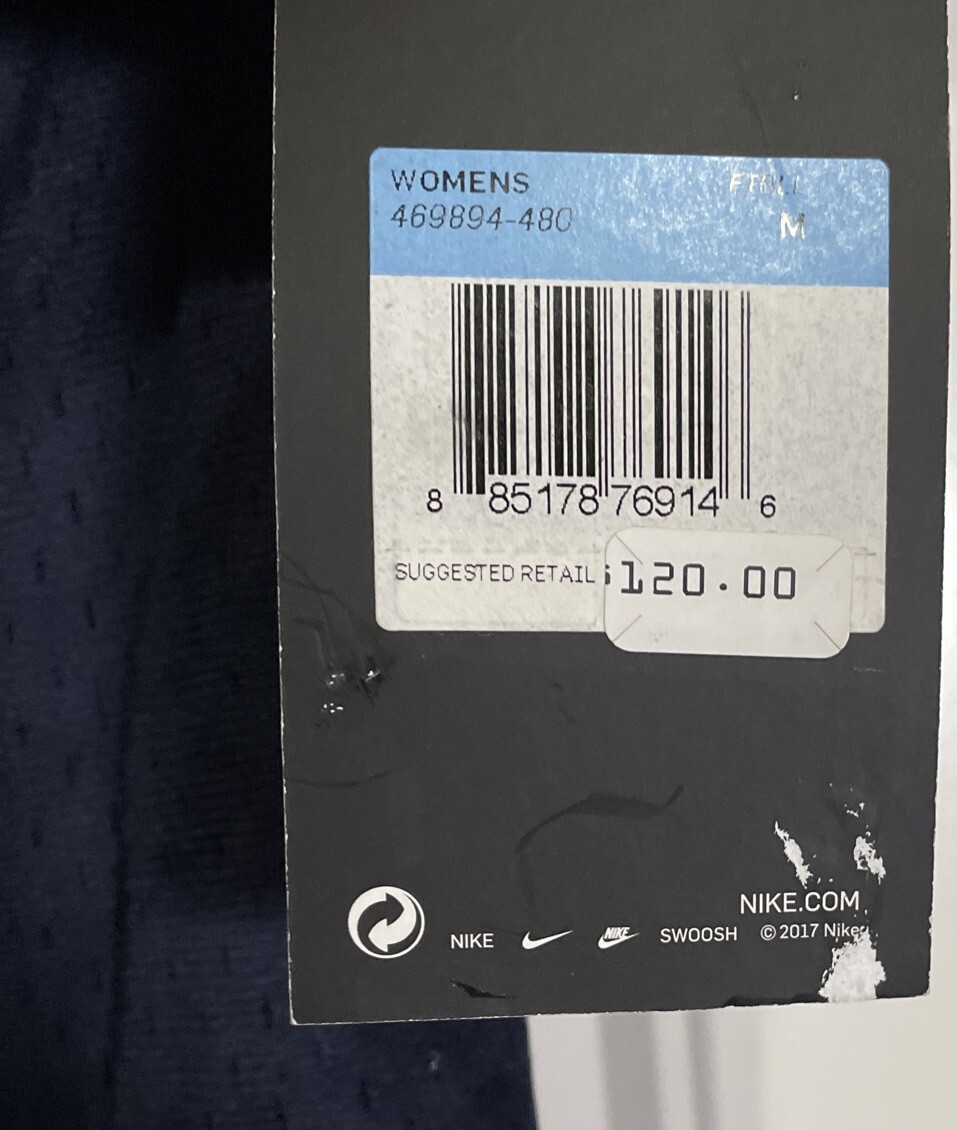 WOMENS
469894-480
M
8 85178 76914 6
SUGGESTED RETAIL $120.00
NIKE.COM
NIKE NIKE SWOOSH © 2017 Nike,